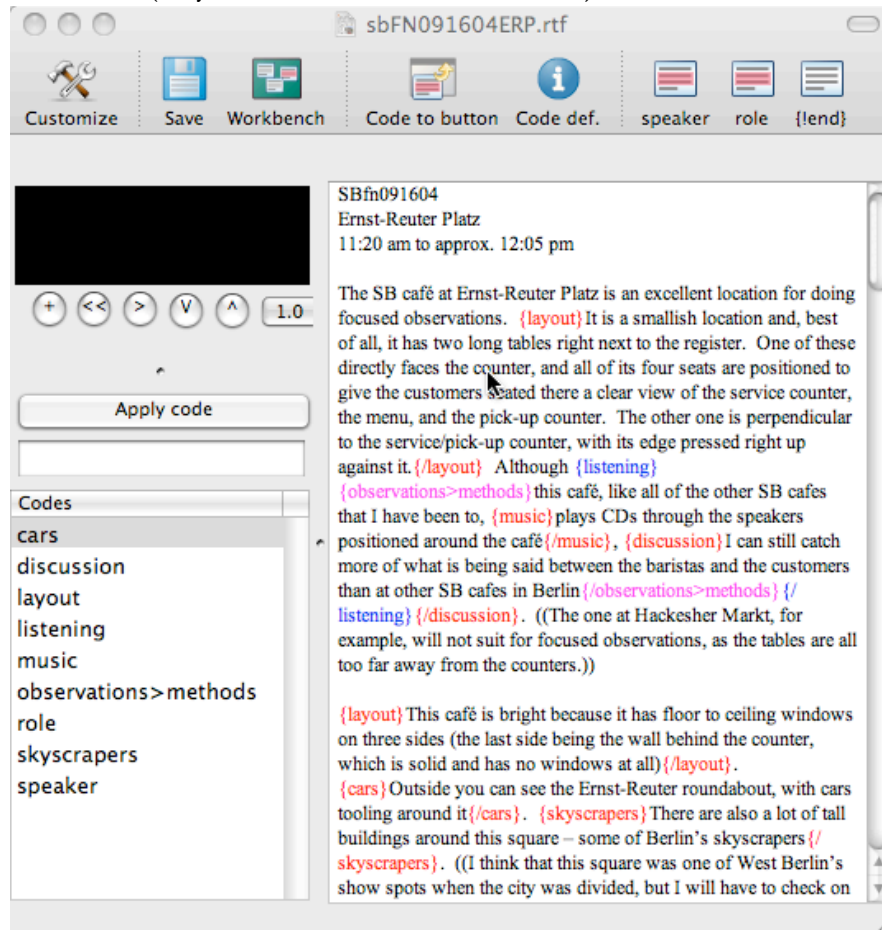 sbFN091604ERP.rtf
Customize Save Workbench Code to button Code def. speaker role {!end}
+ << > V ^ 1.0
Apply code
Codes
cars
discussion
layout
listening
music
observations>methods
role
skyscrapers
speaker
SBfn091604
Ernst-Reuter Platz
11:20 am to approx. 12:05 pm
The SB café at Ernst-Reuter Platz is an excellent location for doing
focused observations. {layout}It is a smallish location and, best
of all, it has two long tables right next to the register. One of these
directly faces the counter, and all of its four seats are positioned to
give the customers seated there a clear view of the service counter,
the menu, and the pick-up counter. The other one is perpendicular
to the service/pick-up counter, with its edge pressed right up
against it.{/layout} Although {listening}
{observations>methods}this café, like all of the other SB cafes
that I have been to, {music}plays CDs through the speakers
positioned around the café{/music}, {discussion}I can still catch
more of what is being said between the baristas and the customers
than at other SB cafes in Berlin{/observations>methods}{/
listening}{/discussion}. ((The one at Hackesher Markt, for
example, will not suit for focused observations, as the tables are all
too far away from the counters.))
{layout}This café is bright because it has floor to ceiling windows
on three sides (the last side being the wall behind the counter,
which is solid and has no windows at all){/layout}.
{cars}Outside you can see the Ernst-Reuter roundabout, with cars
tooling around it{/cars}. {skyscrapers}There are also a lot of tall
buildings around this square – some of Berlin's skyscrapers{/
skyscrapers}. ((I think that this square was one of West Berlin's
show spots when the city was divided, but I will have to check on